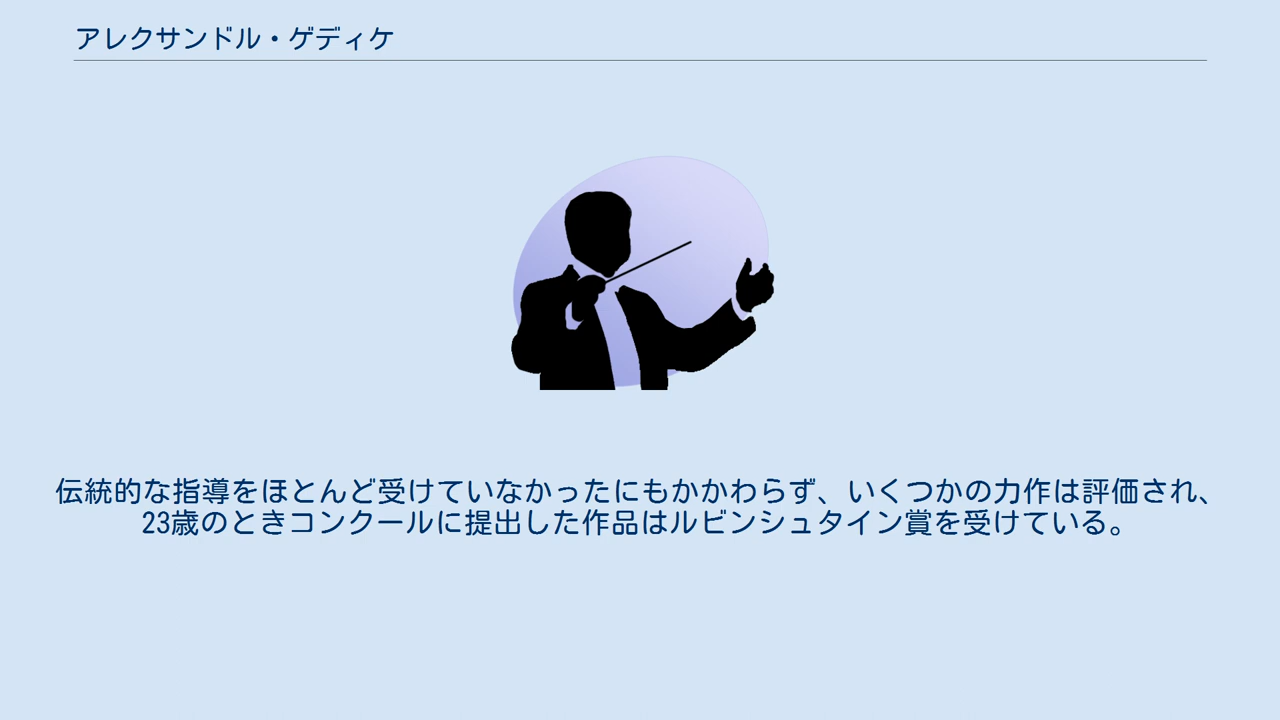 アレクサンドル・ゲディケ
伝統的な指導をほとんど受けていなかったにもかかわらず、いくつかの力作は評価され、
23歳のときコンクールに提出した作品はルビンシュタイン賞を受けている。